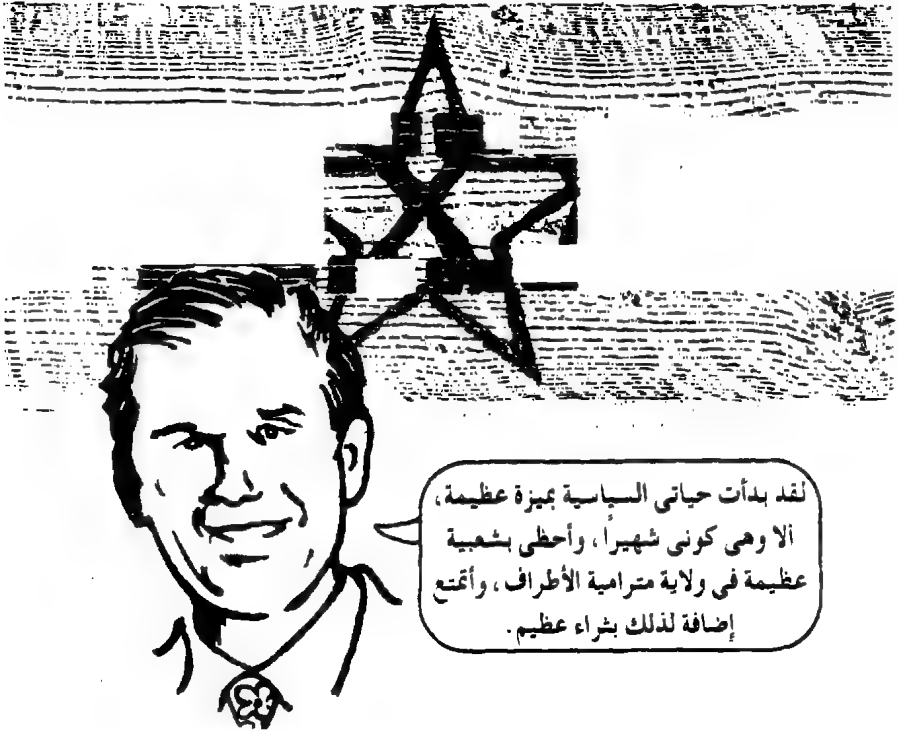 لقد بدأت حياتى السياسية بميزة عظيمة،
ألا وهى كونى شهيراً، وأحظى بشعبية
عظيمة فى ولاية مترامية الأطراف، وأتمتع
إضافة لذلك بثراء عظيم.